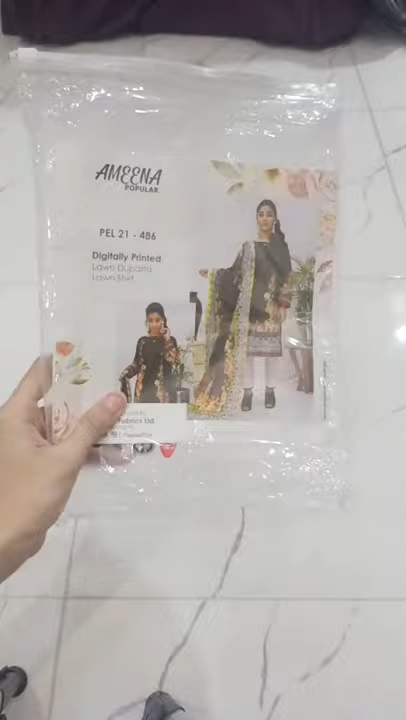 AMEENA
POPULAR
PEL 21 - 486
Digitally Printed
Lawn Dupatta
Lawn Shirt
Fabrics Ltd.